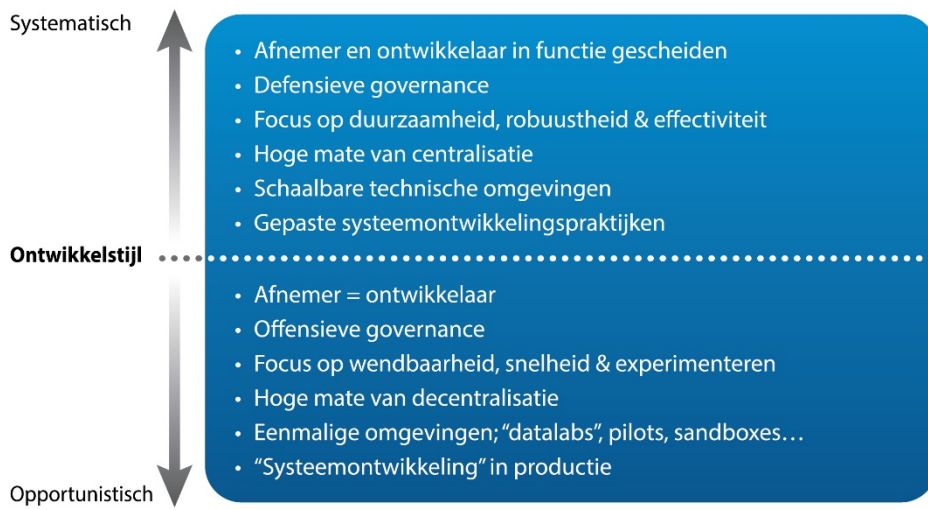 Systematisch
• Afnemer en ontwikkelaar in functie gescheiden
• Defensieve governance
• Focus op duurzaamheid, robuustheid & effectiviteit
• Hoge mate van centralisatie
• Schaalbare technische omgevingen
• Gepaste systeemontwikkelingspraktijken
Ontwikkelstijl
• Afnemer = ontwikkelaar
• Offensieve governance
• Focus op wendbaarheid, snelheid & experimenteren
• Hoge mate van decentralisatie
• Eenmalige omgevingen; “datalabs”, pilots, sandboxes…
• “Systeemontwikkeling” in productie
Opportunistisch